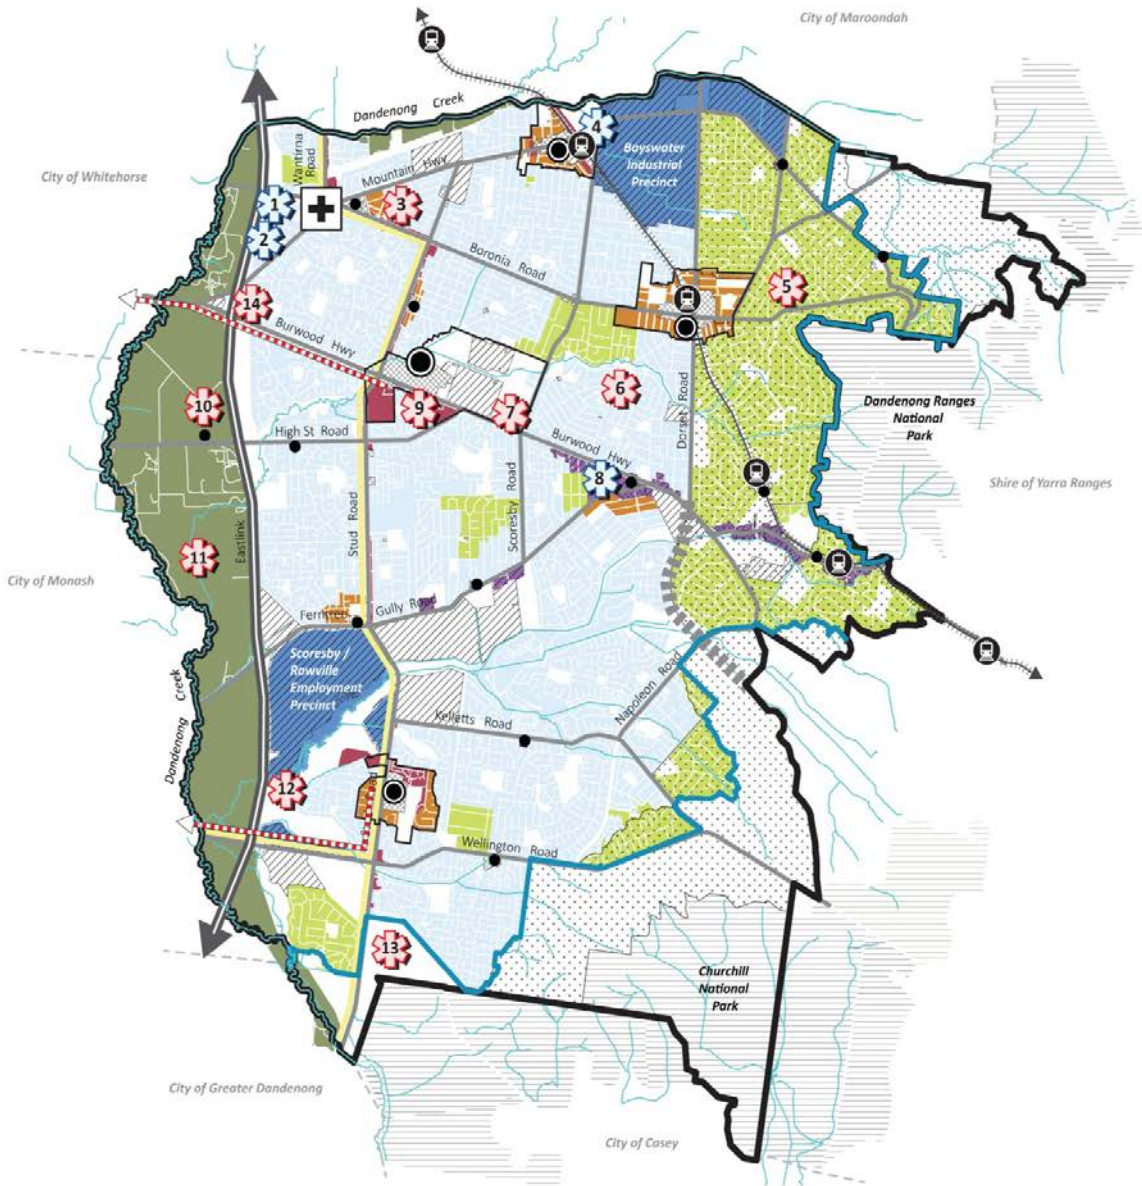 City of Maroondah
Dandenong Creek
City of Whitehorse
Wantirna
Road
Mountain Hwy
4
Bayswater
Industrial
Precinct
1
2
3
Boronia Road
5
14
Burwood Hwy
6
10
9
7
High St Road
Dorset Road
Dandenong Ranges
National
Park
Burwood Hwy
8
Shire of Yarra Ranges
Stud Road
Scoresby Road
Eastlink
11
City of Monash
Ferntree Gully Road
Scoresby /
Rowville
Employment
Precinct
Dandenong Creek
Napoleon Road
Kelletts Road
12
Wellington Road
13
Churchill
National
Park
City of Greater Dandenong
City of Casey